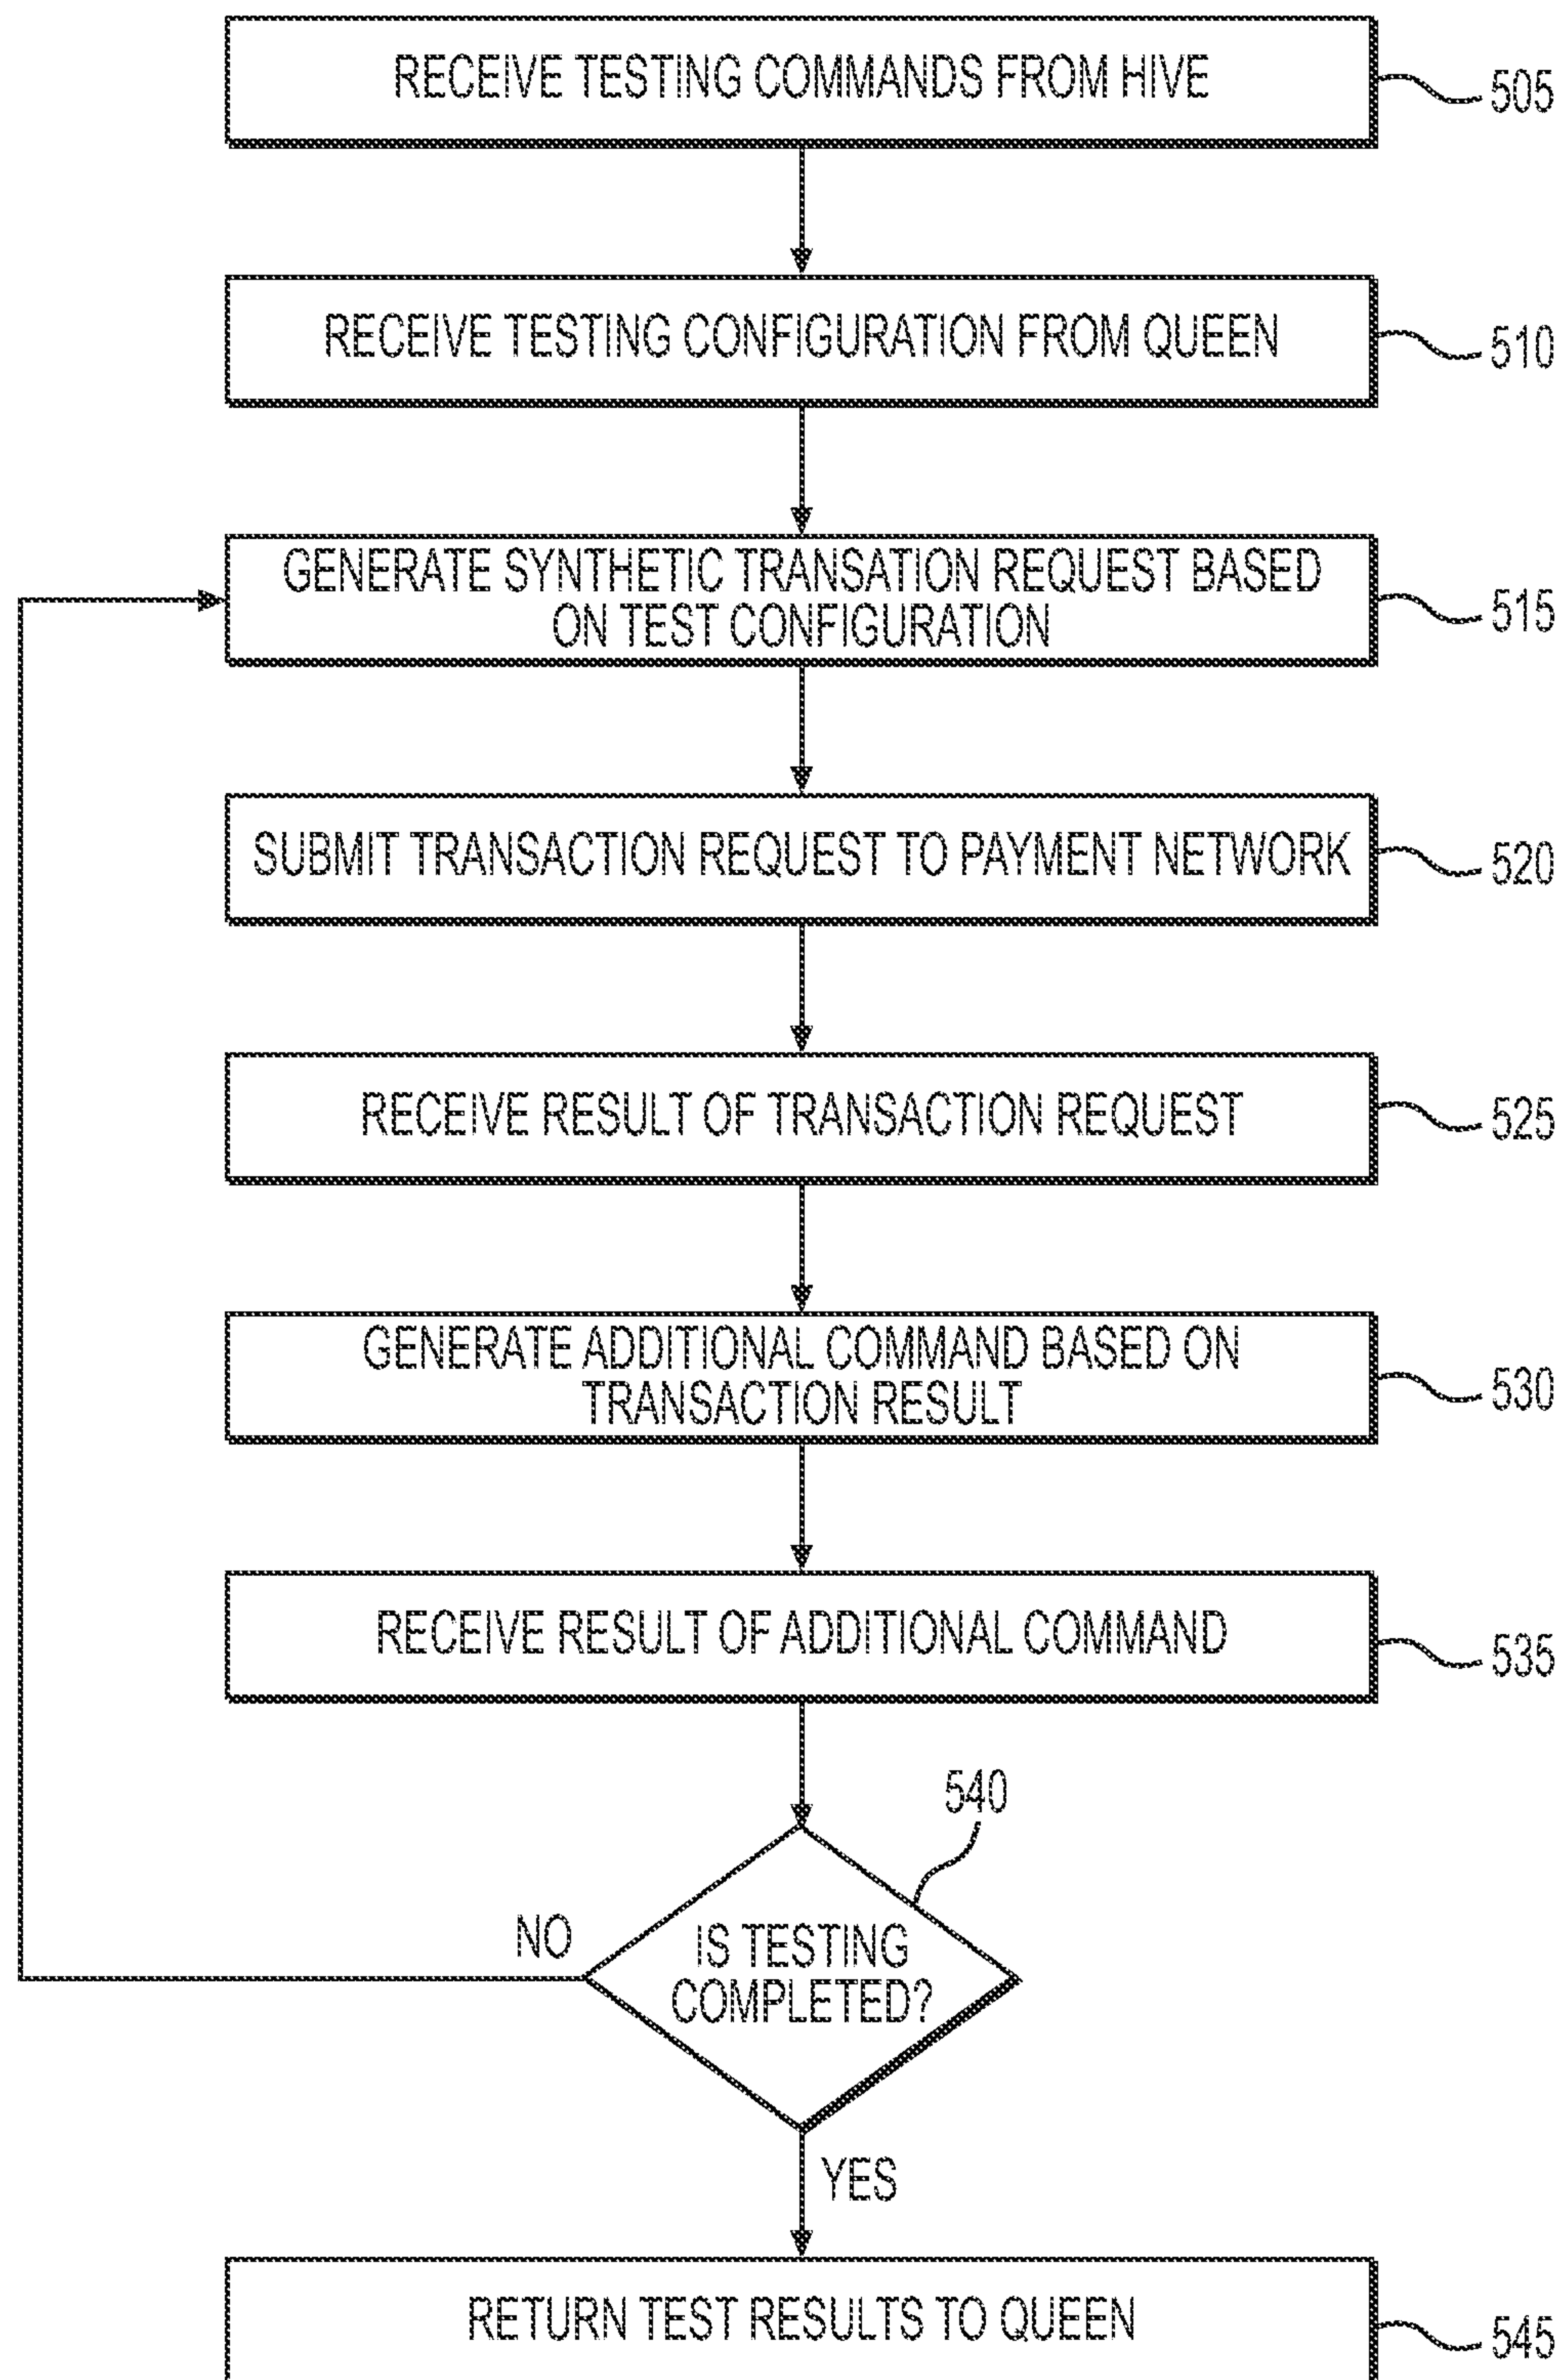 RECEIVE TESTING COMMANDS FROM HIVE
505
RECEIVE TESTING CONFIGURATION FROM QUEEN
510
GENERATE SYNTHETIC TRANSATION REQUEST BASED
ON TEST CONFIGURATION
515
SUBMIT TRANSACTION REQUEST TO PAYMENT NETWORK
520
RECEIVE RESULT OF TRANSACTION REQUEST
525
GENERATE ADDITIONAL COMMAND BASED ON
TRANSACTION RESULT
530
RECEIVE RESULT OF ADDITIONAL COMMAND
535
540
NO
IS TESTING
COMPLETED?
YES
RETURN TEST RESULTS TO QUEEN
545